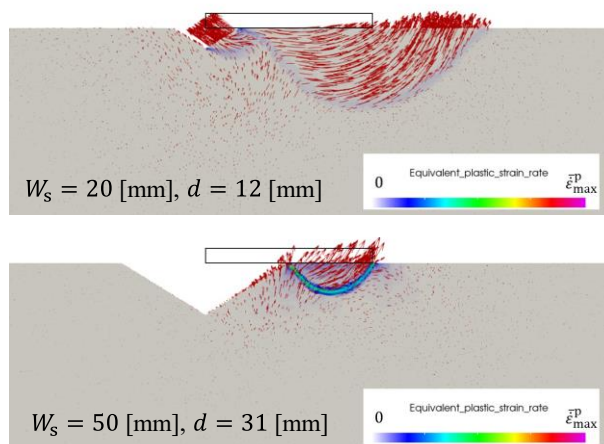 Equivalent_plastic_strain_rate
0 ε̇ᵖₘₐₓ
Wₛ = 20 [mm], d = 12 [mm]
Equivalent_plastic_strain_rate
0 ε̇ᵖₘₐₓ
Wₛ = 50 [mm], d = 31 [mm]